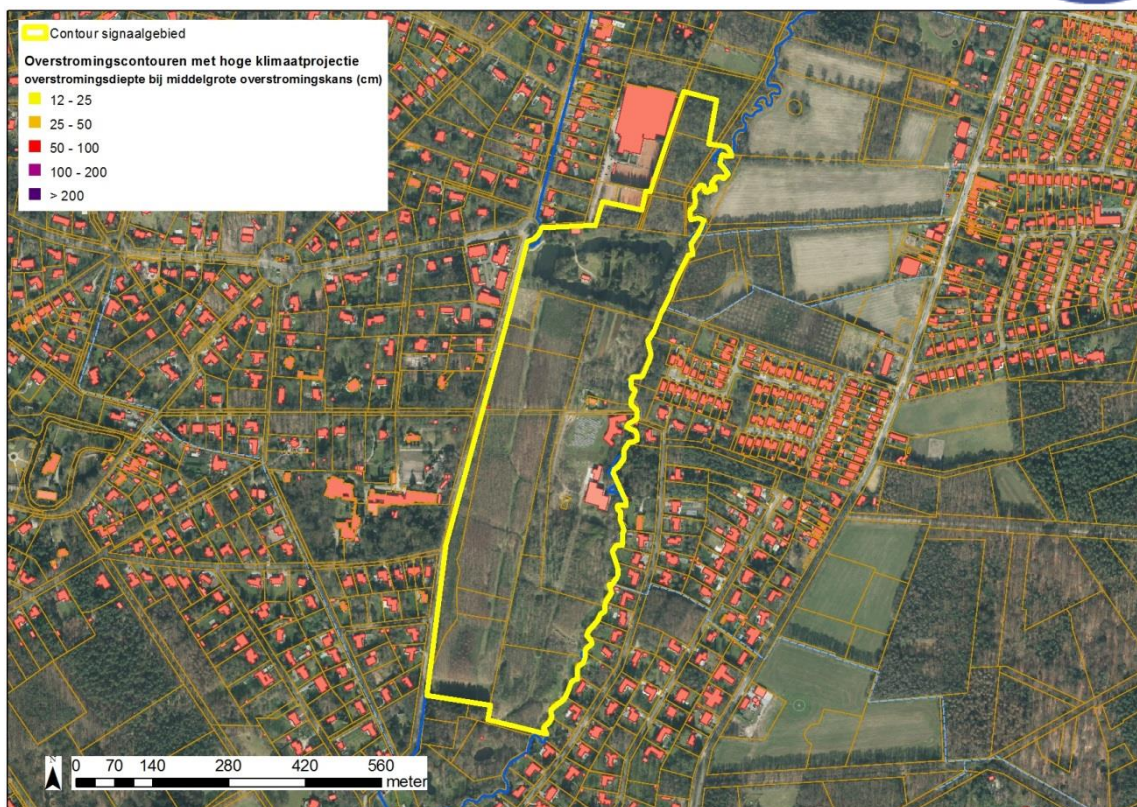 Contour signaalgebied
Overstromingscontouren met hoge klimaatprojectie
overstromingsdiepte bij middelgrote overstromingskans (cm)
12 - 25
25 - 50
50 - 100
100 - 200
> 200
N
0 70 140 280 420 560
meter